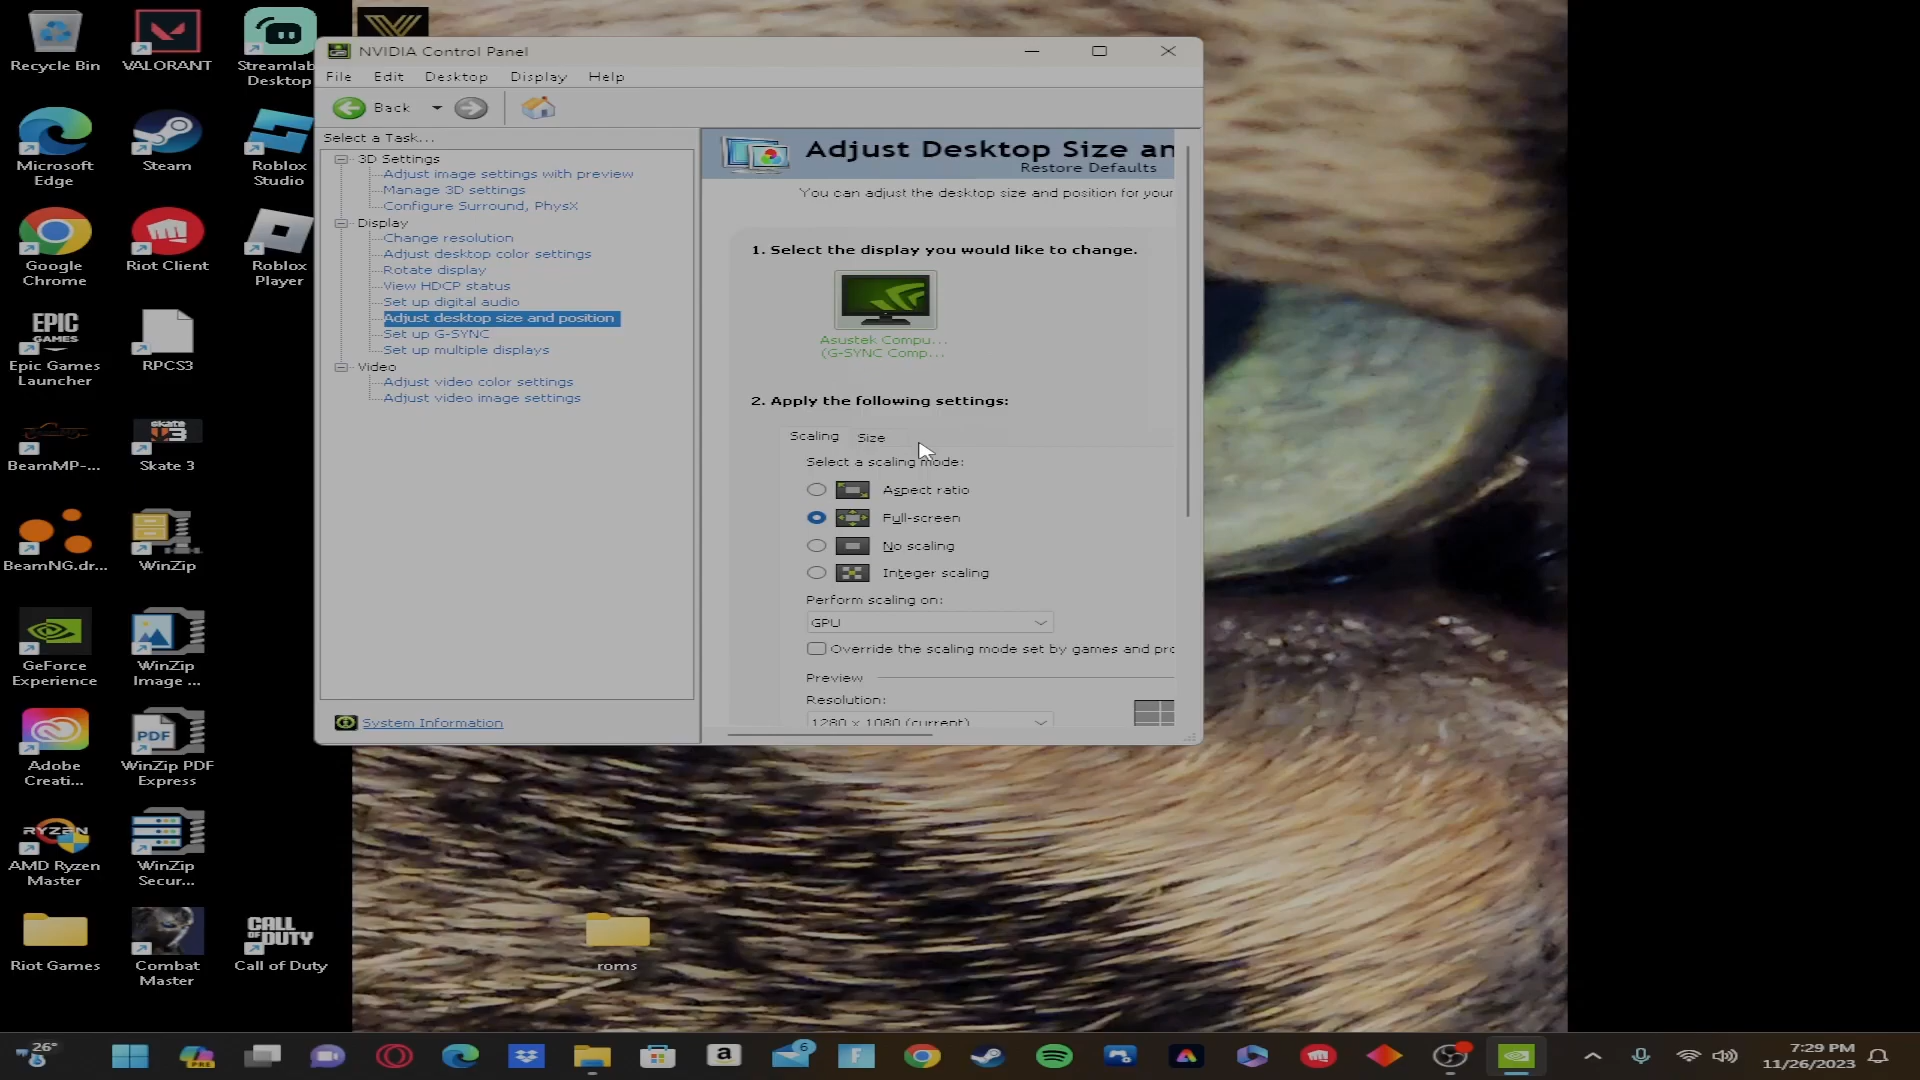 Recycle Bin
VALORANT
Streamlab
Desktop
Microsoft
Edge
Steam
Roblox
Studio
Google
Chrome
Riot Client
Roblox
Player
EPIC
GAMES
Epic Games
Launcher
RPCS3
BeamMP-...
skate
3
Skate 3
BeamNG.dr...
WinZip
GeForce
Experience
WinZip
Image ...
Adobe
Creati...
PDF
WinZip PDF
Express
RYZEN
AMD Ryzen
Master
WinZip
Secur...
Riot Games
Combat
Master
CALL
OF DUTY
Call of Duty
roms
NVIDIA Control Panel
File Edit Desktop Display Help
Back
Select a Task...
3D Settings
Adjust image settings with preview
Manage 3D settings
Configure Surround, PhysX
Display
Change resolution
Adjust desktop color settings
Rotate display
View HDCP status
Set up digital audio
Adjust desktop size and position
Set up G-SYNC
Set up multiple displays
Video
Adjust video color settings
Adjust video image settings
System Information
Adjust Desktop Size an
Restore Defaults
You can adjust the desktop size and position for your
1. Select the display you would like to change.
Asustek Compu...
(G-SYNC Comp...
2. Apply the following settings:
Scaling Size
Select a scaling mode:
Aspect ratio
Full-screen
No scaling
Integer scaling
Perform scaling on:
GPU
Override the scaling mode set by games and pro
Preview
Resolution:
1280 × 1080 (current)
26°
PRE
a
6
F
7:29 PM
11/26/2023